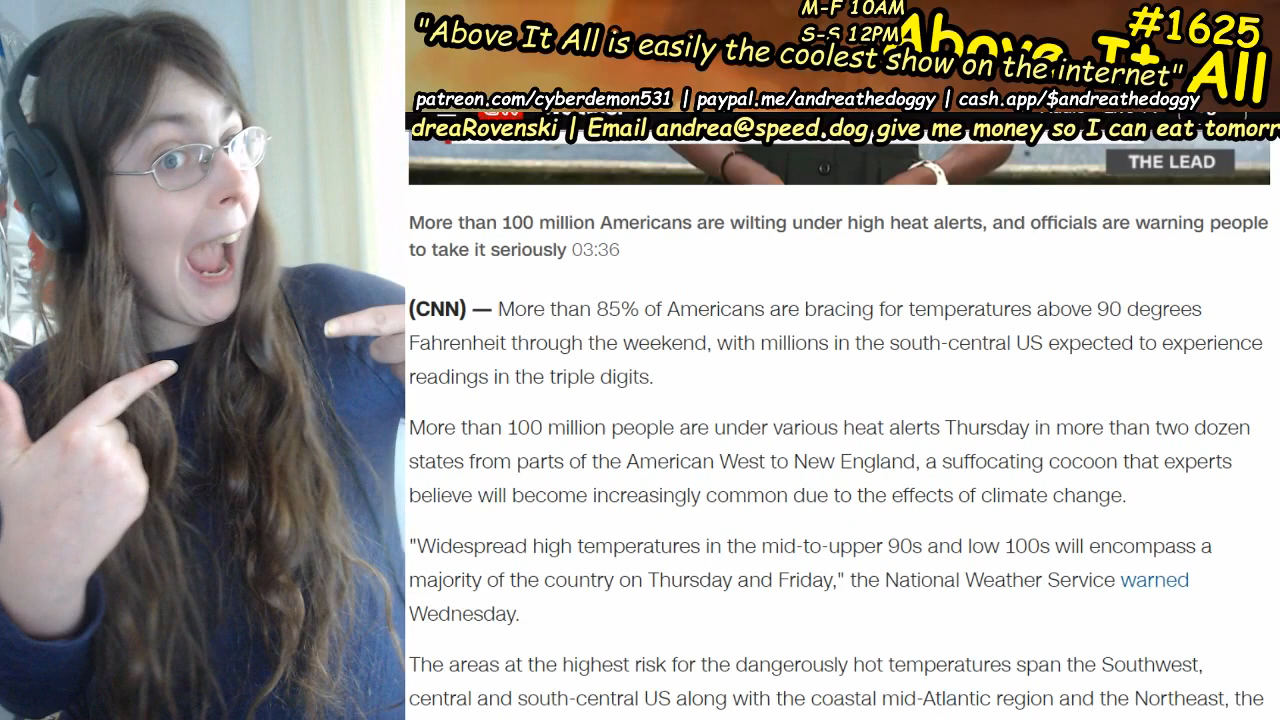 M-F 10AM
S-S 12PM
Above It All
#1625
"Above It All is easily the coolest show on the internet"
patreon.com/cyberdemon531 | paypal.me/andreathedoggy | cash.app/$andreathedoggy
dreaRovenski | Email andrea@speed.dog give me money so I can eat tomorr
THE LEAD
More than 100 million Americans are wilting under high heat alerts, and officials are warning people
to take it seriously 03:36
(CNN) — More than 85% of Americans are bracing for temperatures above 90 degrees
Fahrenheit through the weekend, with millions in the south-central US expected to experience
readings in the triple digits.
More than 100 million people are under various heat alerts Thursday in more than two dozen
states from parts of the American West to New England, a suffocating cocoon that experts
believe will become increasingly common due to the effects of climate change.
"Widespread high temperatures in the mid-to-upper 90s and low 100s will encompass a
majority of the country on Thursday and Friday," the National Weather Service warned
Wednesday.
The areas at the highest risk for the dangerously hot temperatures span the Southwest,
central and south-central US along with the coastal mid-Atlantic region and the Northeast, the